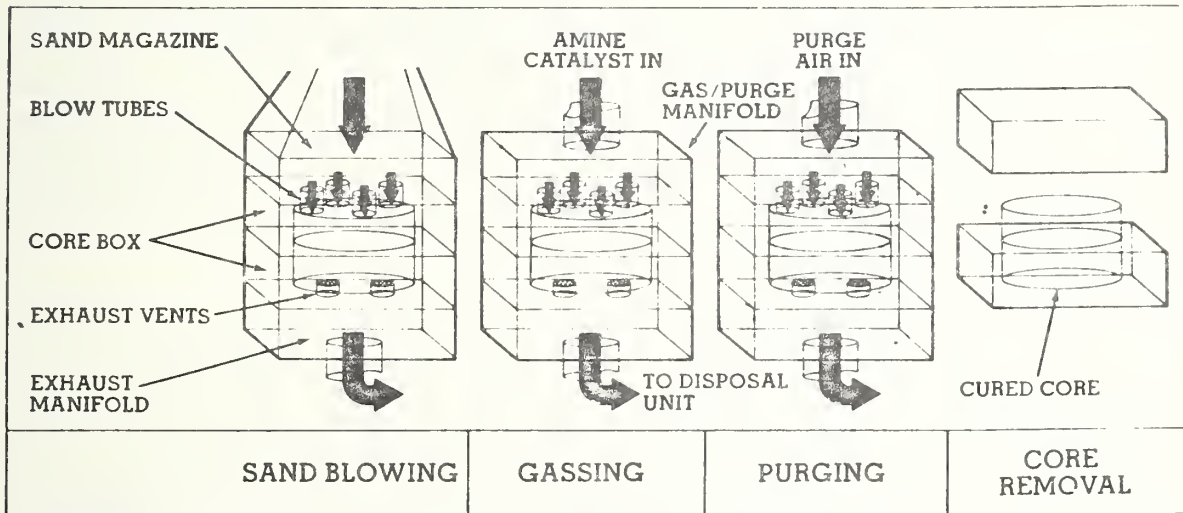 SAND MAGAZINE
BLOW TUBES
CORE BOX
EXHAUST VENTS
EXHAUST
MANIFOLD
AMINE
CATALYST IN
GAS/PURGE
MANIFOLD
TO DISPOSAL
UNIT
PURGE
AIR IN
CURED CORE
SAND BLOWING
GASSING
PURGING
CORE
REMOVAL